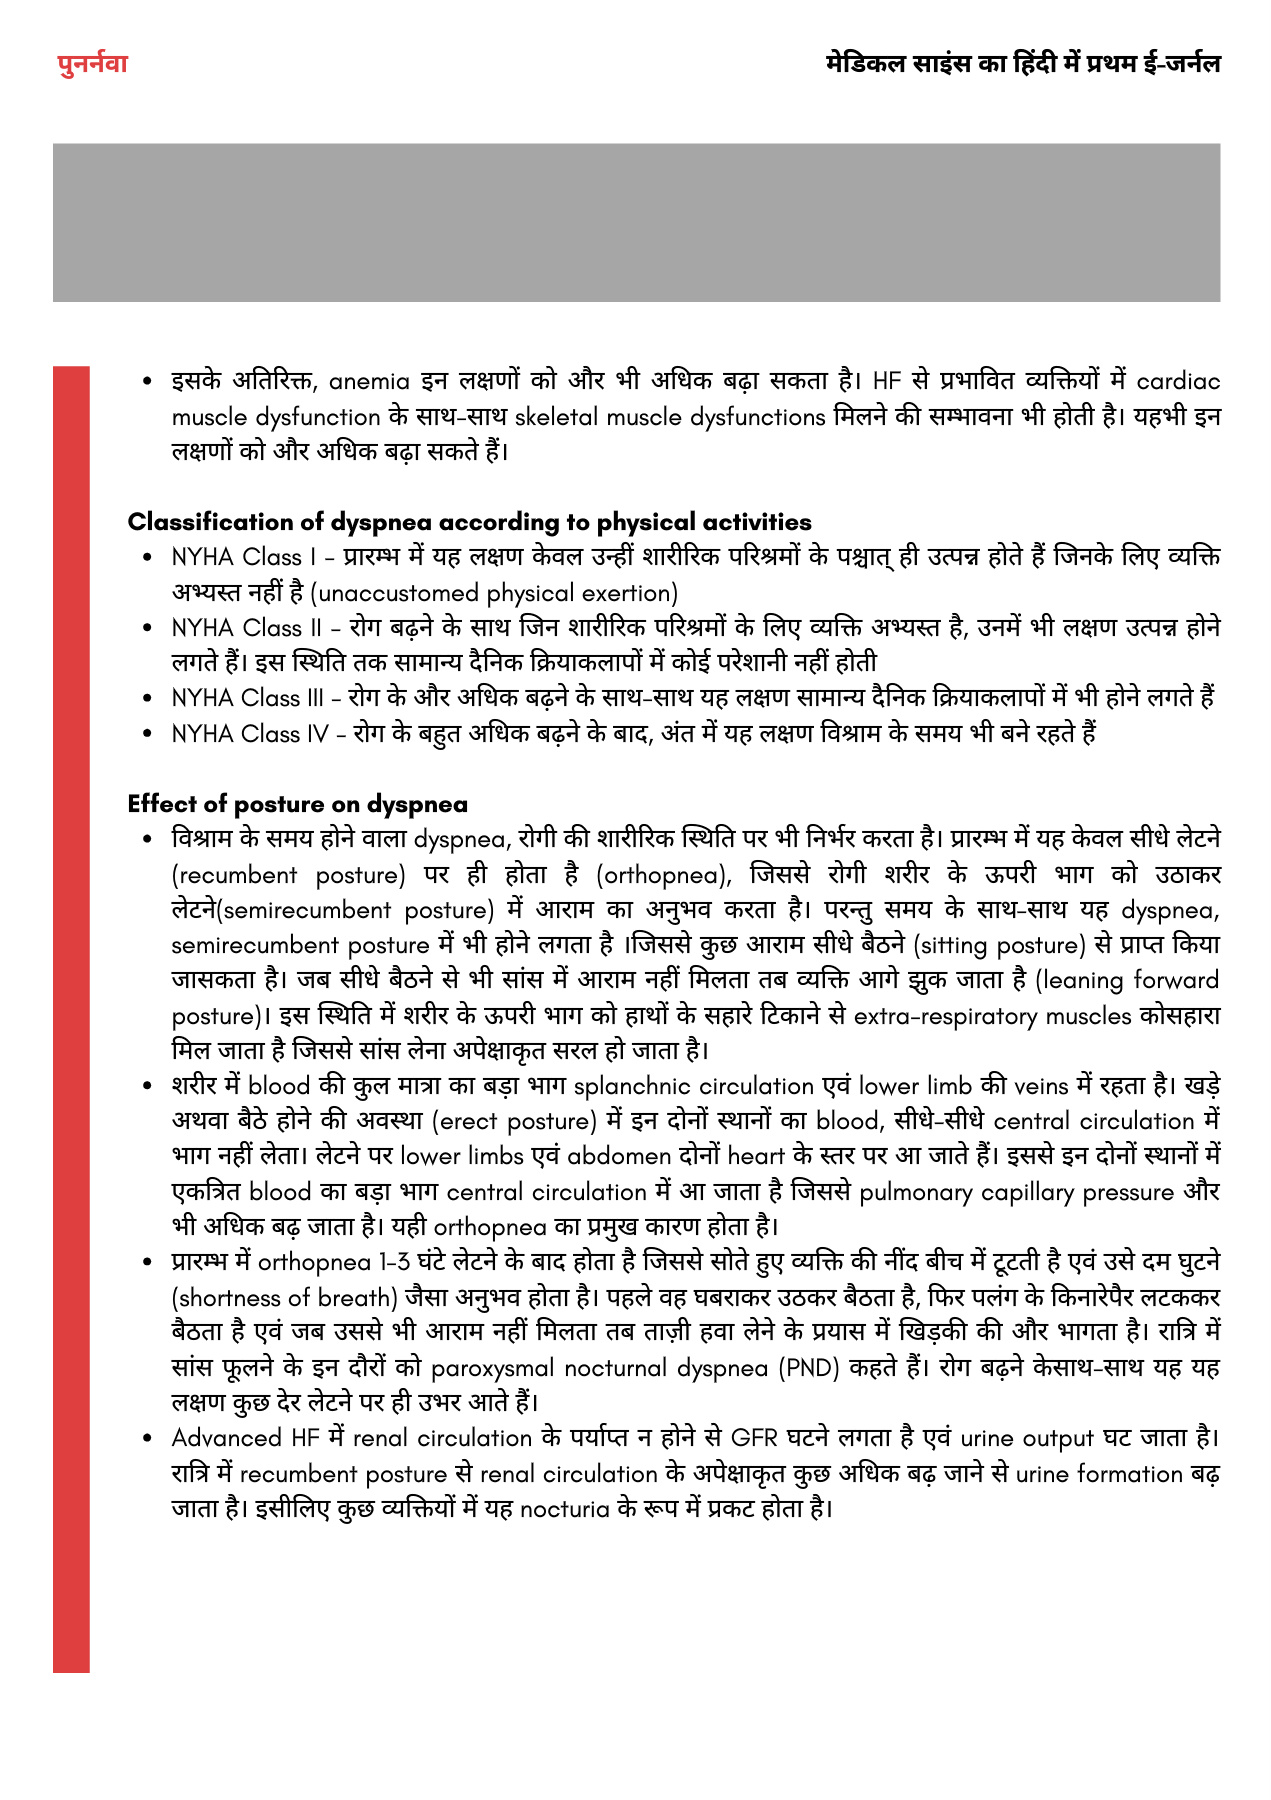 पुनर्नवा
मेडिकल साइंस का हिंदी में प्रथम ई-जर्नल
• इसके अतिरिक्त, anemia इन लक्षणों को और भी अधिक बढ़ा सकता है। HF से प्रभावित व्यक्तियों में cardiac
muscle dysfunction के साथ-साथ skeletal muscle dysfunctions मिलने की सम्भावना भी होती है। यहभी इन
लक्षणों को और अधिक बढ़ा सकते हैं।
Classification of dyspnea according to physical activities
• NYHA Class I - प्रारम्भ में यह लक्षण केवल उन्हीं शारीरिक परिश्रमों के पश्चात् ही उत्पन्न होते हैं जिनके लिए व्यक्ति
अभ्यस्त नहीं है (unaccustomed physical exertion)
• NYHA Class II - रोग बढ़ने के साथ जिन शारीरिक परिश्रमों के लिए व्यक्ति अभ्यस्त है, उनमें भी लक्षण उत्पन्न होने
लगते हैं। इस स्थिति तक सामान्य दैनिक क्रियाकलापों में कोई परेशानी नहीं होती
• NYHA Class III - रोग के और अधिक बढ़ने के साथ-साथ यह लक्षण सामान्य दैनिक क्रियाकलापों में भी होने लगते हैं
• NYHA Class IV - रोग के बहुत अधिक बढ़ने के बाद, अंत में यह लक्षण विश्राम के समय भी बने रहते हैं
Effect of posture on dyspnea
• विश्राम के समय होने वाला dyspnea, रोगी की शारीरिक स्थिति पर भी निर्भर करता है। प्रारम्भ में यह केवल सीधे लेटने
(recumbent posture) पर ही होता है (orthopnea), जिससे रोगी शरीर के ऊपरी भाग को उठाकर
लेटने(semirecumbent posture) में आराम का अनुभव करता है। परन्तु समय के साथ-साथ यह dyspnea,
semirecumbent posture में भी होने लगता है ।जिससे कुछ आराम सीधे बैठने (sitting posture) से प्राप्त किया
जासकता है। जब सीधे बैठने से भी सांस में आराम नहीं मिलता तब व्यक्ति आगे झुक जाता है (leaning forward
posture)। इस स्थिति में शरीर के ऊपरी भाग को हाथों के सहारे टिकाने से extra-respiratory muscles कोसहारा
मिल जाता है जिससे सांस लेना अपेक्षाकृत सरल हो जाता है।
• शरीर में blood की कुल मात्रा का बड़ा भाग splanchnic circulation एवं lower limb की veins में रहता है। खड़े
अथवा बैठे होने की अवस्था (erect posture) में इन दोनों स्थानों का blood, सीधे-सीधे central circulation में
भाग नहीं लेता। लेटने पर lower limbs एवं abdomen दोनों heart के स्तर पर आ जाते हैं। इससे इन दोनों स्थानों में
एकत्रित blood का बड़ा भाग central circulation में आ जाता है जिससे pulmonary capillary pressure और
भी अधिक बढ़ जाता है। यही orthopnea का प्रमुख कारण होता है।
• प्रारम्भ में orthopnea 1-3 घंटे लेटने के बाद होता है जिससे सोते हुए व्यक्ति की नींद बीच में टूटती है एवं उसे दम घुटने
(shortness of breath) जैसा अनुभव होता है। पहले वह घबराकर उठकर बैठता है, फिर पलंग के किनारेपैर लटककर
बैठता है एवं जब उससे भी आराम नहीं मिलता तब ताज़ी हवा लेने के प्रयास में खिड़की की और भागता है। रात्रि में
सांस फूलने के इन दौरों को paroxysmal nocturnal dyspnea (PND) कहते हैं। रोग बढ़ने केसाथ-साथ यह यह
लक्षण कुछ देर लेटने पर ही उभर आते हैं।
• Advanced HF में renal circulation के पर्याप्त न होने से GFR घटने लगता है एवं urine output घट जाता है।
रात्रि में recumbent posture से renal circulation के अपेक्षाकृत कुछ अधिक बढ़ जाने से urine formation बढ़
जाता है। इसीलिए कुछ व्यक्तियों में यह nocturia के रूप में प्रकट होता है।